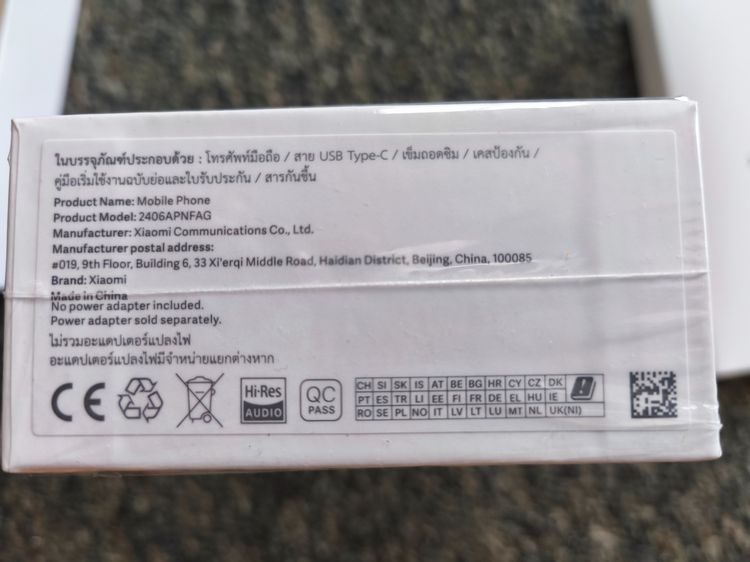 ในบรรจุภัณฑ์ประกอบด้วย : โทรศัพท์มือถือ / สาย USB Type-C / เข็มถอดซิม / เคสป้องกัน /
คู่มือเริ่มใช้งานฉบับย่อและใบรับประกัน / สารกันชื้น
Product Name: Mobile Phone
Product Model: 2406APNFAG
Manufacturer: Xiaomi Communications Co., Ltd.
Manufacturer postal address:
#019, 9th Floor, Building 6, 33 Xi'erqi Middle Road, Haidian District, Beijing, China, 100085
Brand: Xiaomi
Made in China
No power adapter included.
Power adapter sold separately.
ไม่รวมอะแดปเตอร์แปลงไฟ
อะแดปเตอร์แปลงไฟมีจำหน่ายแยกต่างหาก
CE
Hi-Res
AUDIO
QC
PASS
CH SI SK IS AT BE BG HR CY CZ DK
PT ES TR LI EE FI FR DE EL HU IE
RO SE PL NO IT LV LT LU MT NL UK(NI)